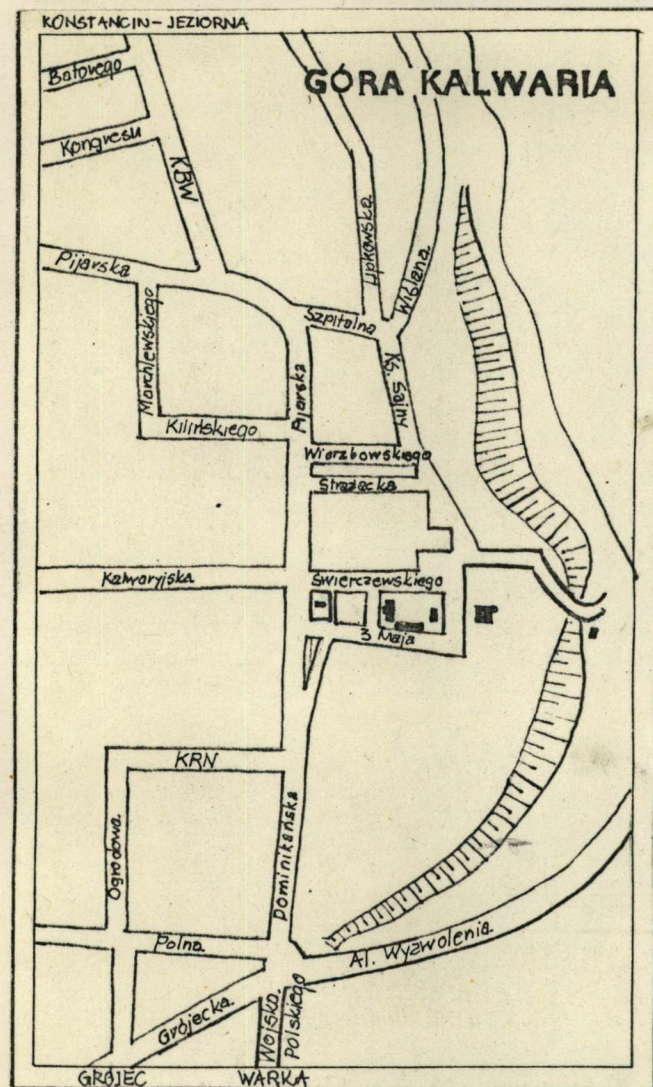 KONSTANCIN-JEZIORNA
GÓRA KALWARIA
Batorego
Kongresu
KBW
Lipkowska
Wiślana
Pijarska
Marchlewskiego
Szpitalna
Pijarska
Ks. Sajny
Kilińskiego
Wierzbowskiego
Strażacka
Kalwaryjska
Świerczewskiego
3 Maja
KRN
Ogrodowa
Dominikańska
Polna
Al. Wyzwolenia
Grójecka
Wojska
Polskiego
GRÓJEC
WARKA